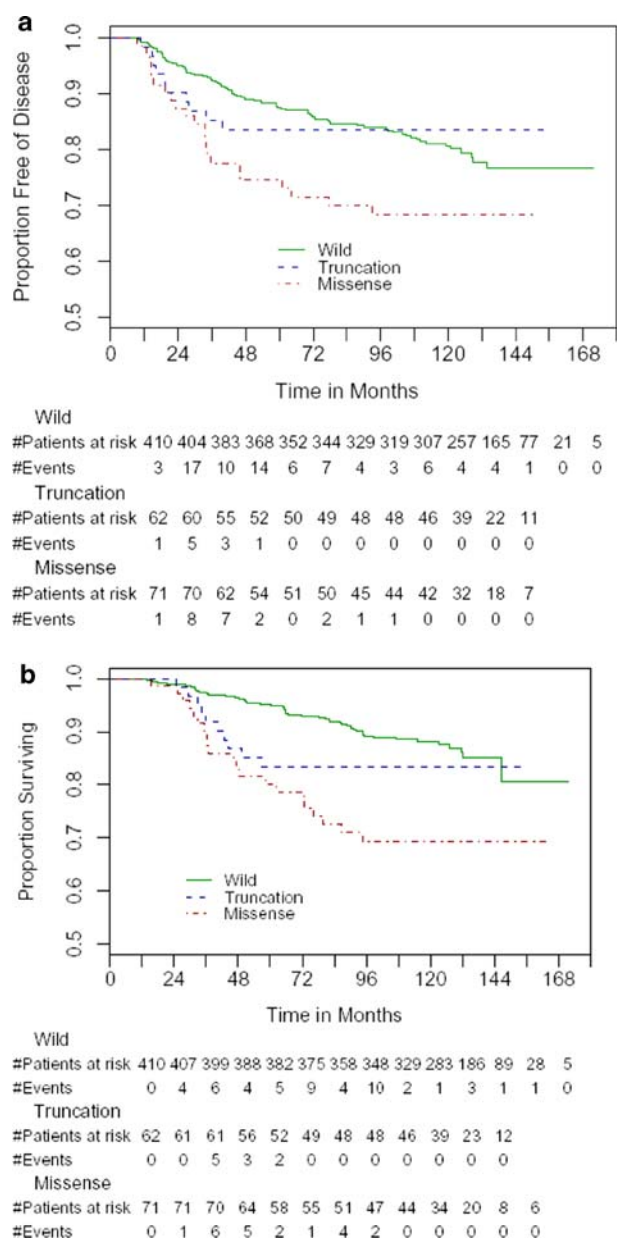 a
Proportion Free of Disease
1.0
0.9
0.8
0.7
0.6
0.5
Wild
Truncation
Missense
0 24 48 72 96 120 144 168
Time in Months
Wild
#Patients at risk 410 404 383 368 352 344 329 319 307 257 165 77 21 5
#Events 3 17 10 14 6 7 4 3 6 4 4 1 0 0
Truncation
#Patients at risk 62 60 55 52 50 49 48 48 46 39 22 11
#Events 1 5 3 1 0 0 0 0 0 0 0 0
Missense
#Patients at risk 71 70 62 54 51 50 45 44 42 32 18 7
#Events 1 8 7 2 0 2 1 1 0 0 0 0
b
Proportion Surviving
1.0
0.9
0.8
0.7
0.6
0.5
Wild
Truncation
Missense
0 24 48 72 96 120 144 168
Time in Months
Wild
#Patients at risk 410 407 399 388 382 375 358 348 329 283 186 89 28 5
#Events 0 4 6 4 5 9 4 10 2 1 3 1 1 0
Truncation
#Patients at risk 62 61 61 56 52 49 48 48 46 39 23 12
#Events 0 0 5 3 2 0 0 0 0 0 0 0
Missense
#Patients at risk 71 71 70 64 58 55 51 47 44 34 20 8 6
#Events 0 1 6 5 2 1 4 2 0 0 0 0 0